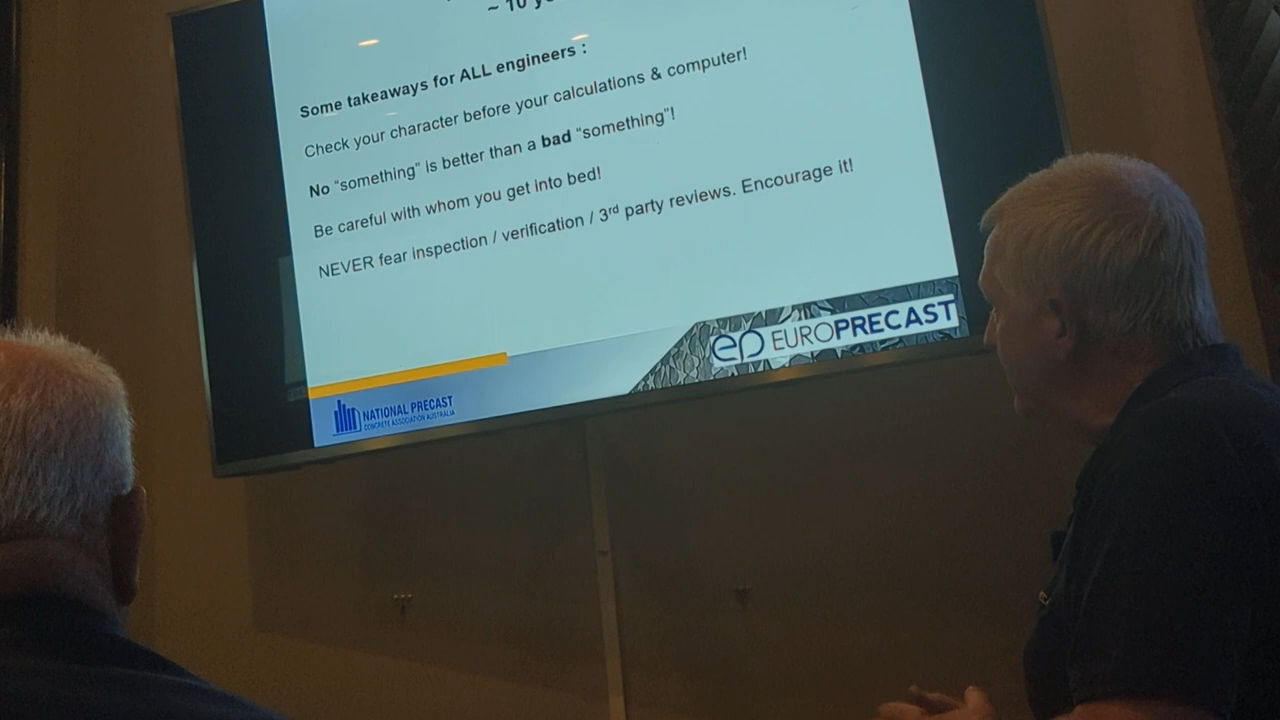 ~ 10
Some takeaways for ALL engineers :
Check your character before your calculations & computer!
No “something” is better than a bad “something”!
Be careful with whom you get into bed!
NEVER fear inspection / verification / 3rd party reviews. Encourage it!
ep EUROPRECAST
NATIONAL PRECAST
CONCRETE ASSOCIATION AUSTRALIA